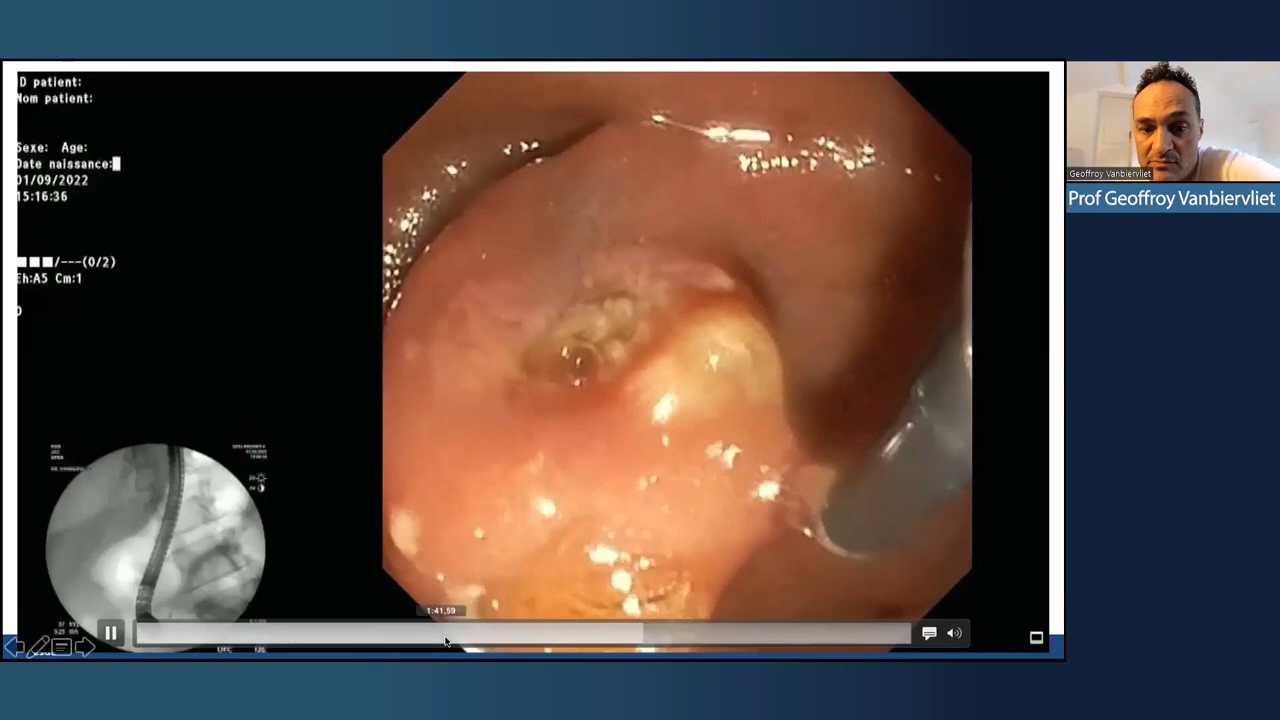 D patient:
Nom patient:
Sexe: Age:
Date naissance:
01/09/2022
15:16:36
/---(0/2)
Eh:A5 Cm:1
1:41,59
Geoffroy Vanbiervliet
Prof Geoffroy Vanbiervliet